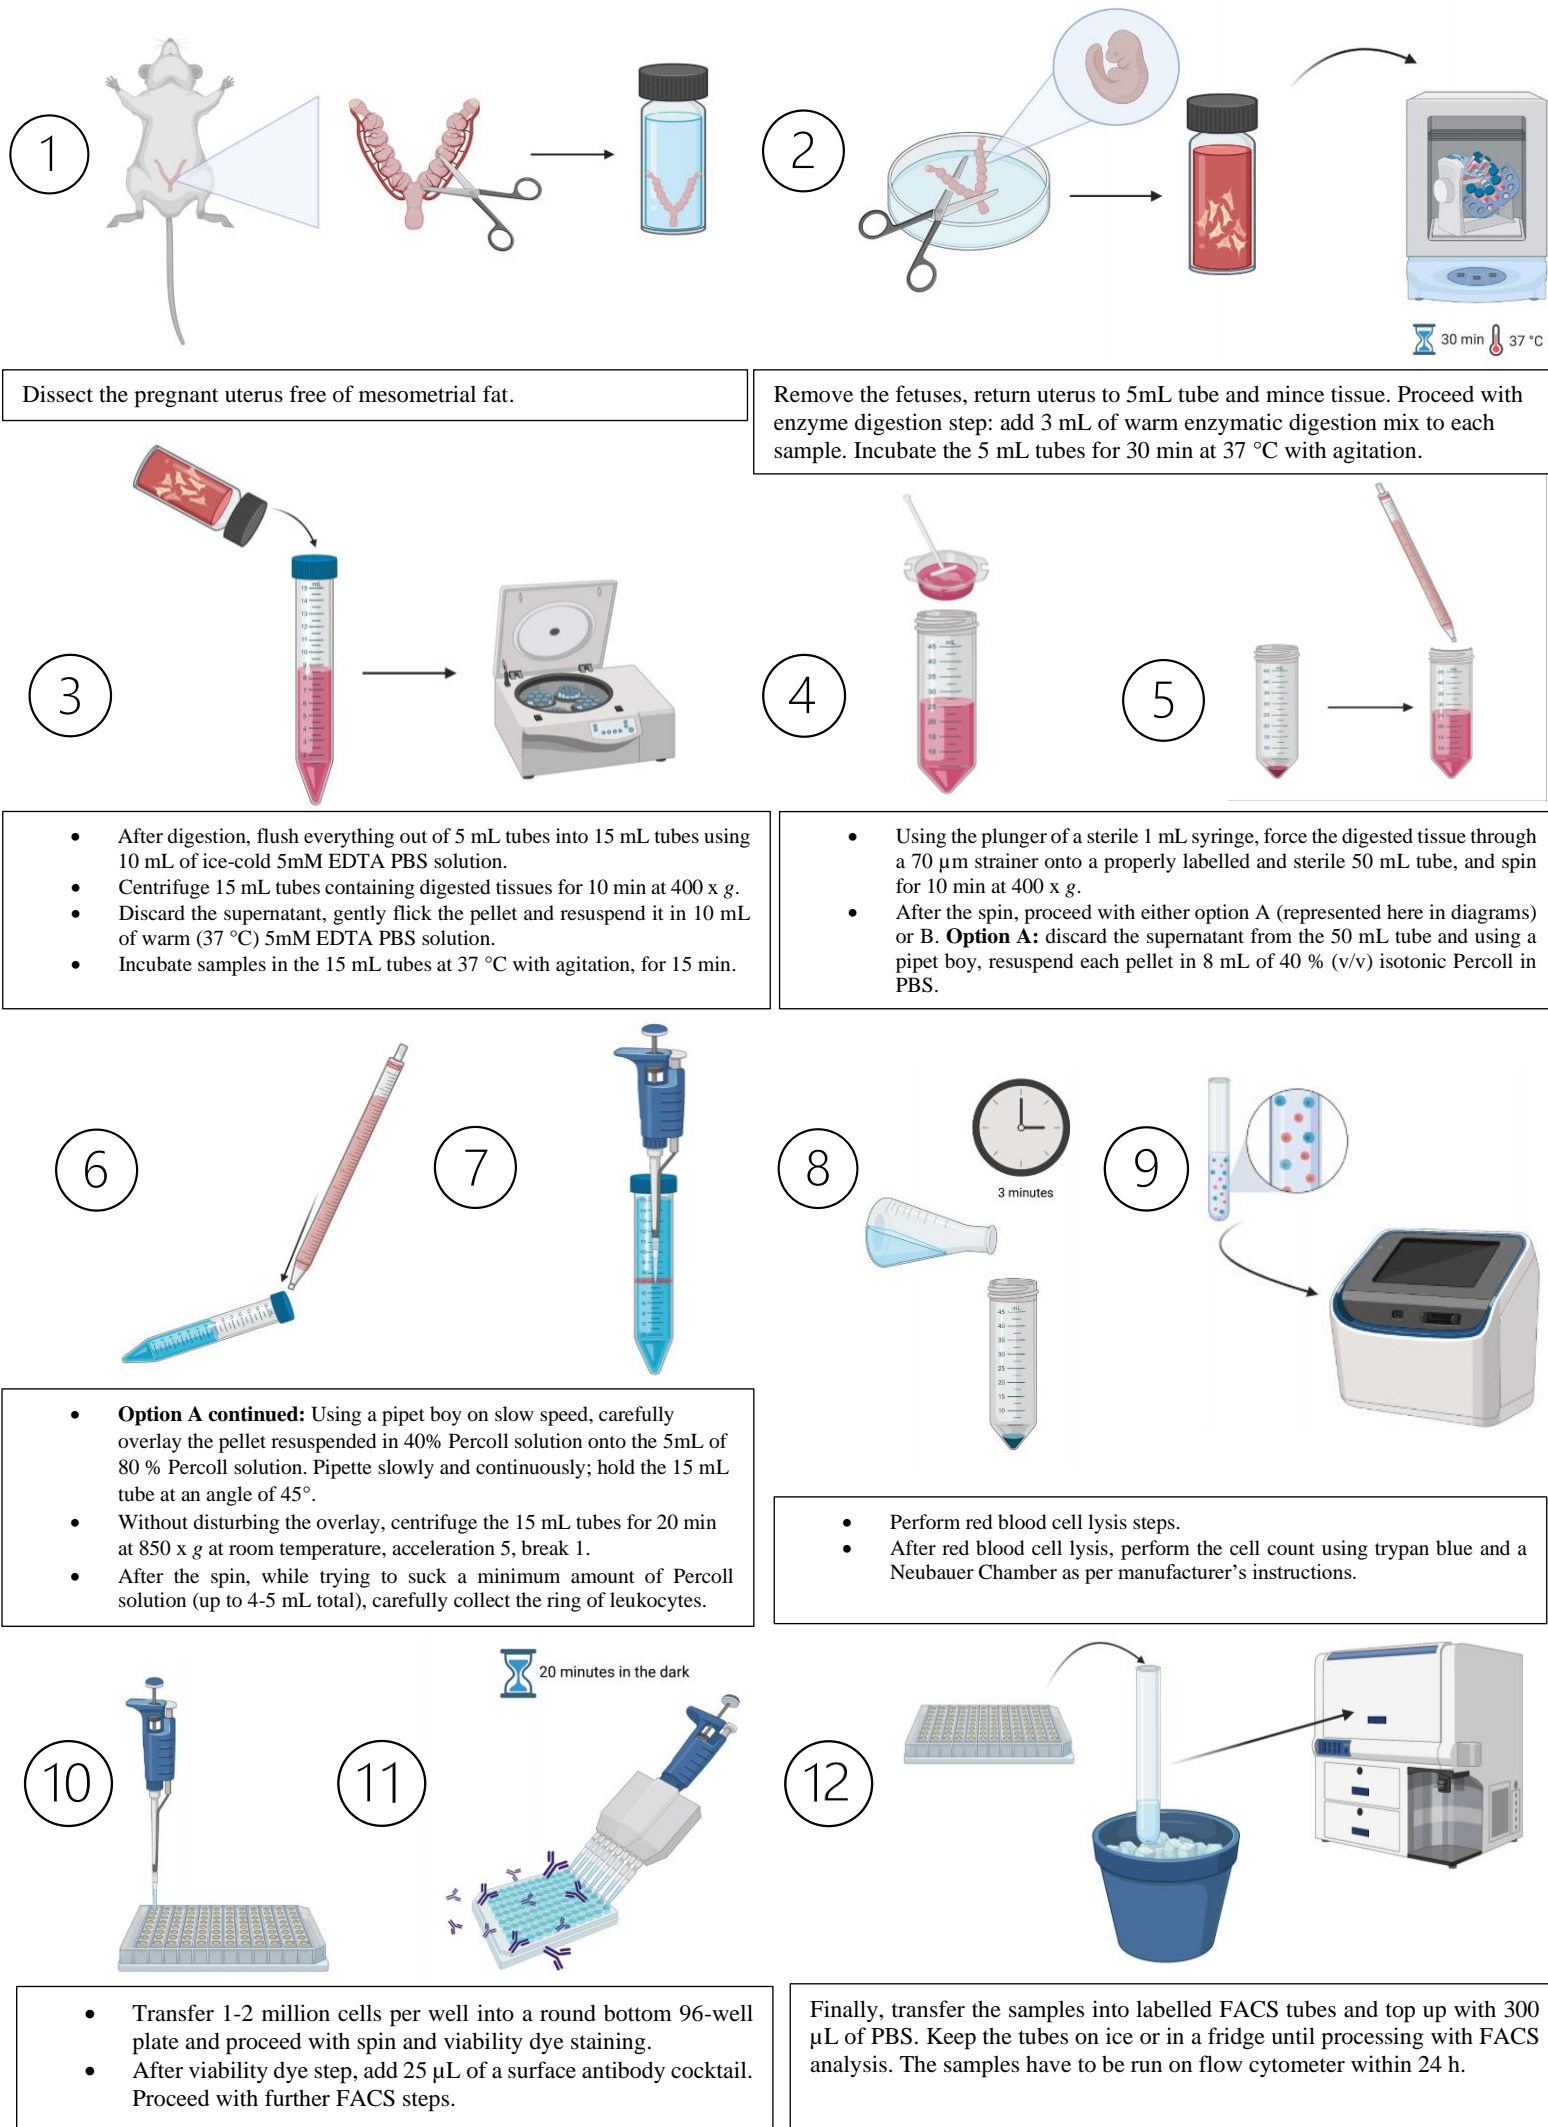 1
2
30 min
37 °C
Dissect the pregnant uterus free of mesometrial fat.
Remove the fetuses, return uterus to 5mL tube and mince tissue. Proceed with
enzyme digestion step: add 3 mL of warm enzymatic digestion mix to each
sample. Incubate the 5 mL tubes for 30 min at 37 °C with agitation.
3
4
5
• After digestion, flush everything out of 5 mL tubes into 15 mL tubes using
10 mL of ice-cold 5mM EDTA PBS solution.
• Centrifuge 15 mL tubes containing digested tissues for 10 min at 400 x g.
• Discard the supernatant, gently flick the pellet and resuspend it in 10 mL
of warm (37 °C) 5mM EDTA PBS solution.
• Incubate samples in the 15 mL tubes at 37 °C with agitation, for 15 min.
• Using the plunger of a sterile 1 mL syringe, force the digested tissue through
a 70 µm strainer onto a properly labelled and sterile 50 mL tube, and spin
for 10 min at 400 x g.
• After the spin, proceed with either option A (represented here in diagrams)
or B. Option A: discard the supernatant from the 50 mL tube and using a
pipet boy, resuspend each pellet in 8 mL of 40 % (v/v) isotonic Percoll in
PBS.
6
7
8
3 minutes
9
• Option A continued: Using a pipet boy on slow speed, carefully
overlay the pellet resuspended in 40% Percoll solution onto the 5mL of
80 % Percoll solution. Pipette slowly and continuously; hold the 15 mL
tube at an angle of 45°.
• Without disturbing the overlay, centrifuge the 15 mL tubes for 20 min
at 850 x g at room temperature, acceleration 5, break 1.
• After the spin, while trying to suck a minimum amount of Percoll
solution (up to 4-5 mL total), carefully collect the ring of leukocytes.
• Perform red blood cell lysis steps.
• After red blood cell lysis, perform the cell count using trypan blue and a
Neubauer Chamber as per manufacturer's instructions.
10
11
20 minutes in the dark
12
• Transfer 1-2 million cells per well into a round bottom 96-well
plate and proceed with spin and viability dye staining.
• After viability dye step, add 25 µL of a surface antibody cocktail.
Proceed with further FACS steps.
Finally, transfer the samples into labelled FACS tubes and top up with 300
µL of PBS. Keep the tubes on ice or in a fridge until processing with FACS
analysis. The samples have to be run on flow cytometer within 24 h.